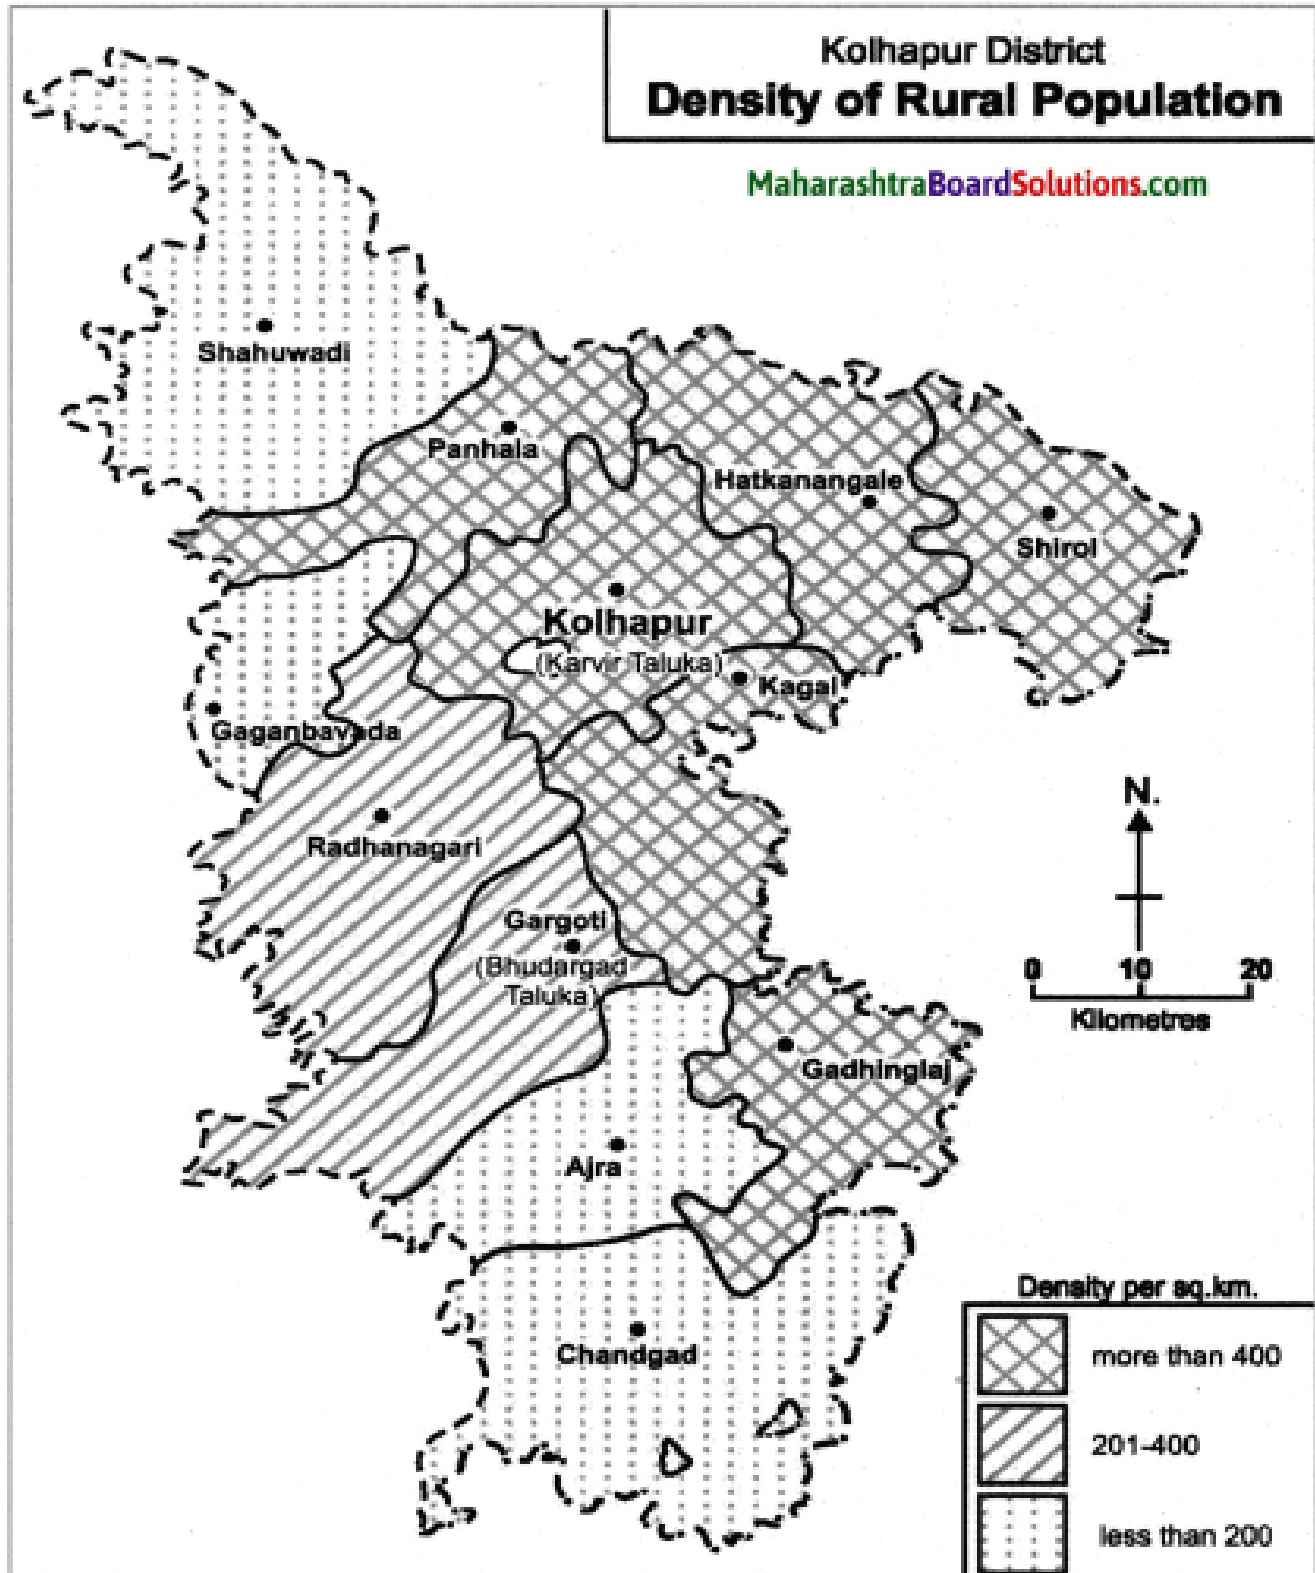 Kolhapur District
Density of Rural Population
MaharashtraBoardSolutions.com
Shahuwadi
Panhala
Hatkanangale
Shirol
Kolhapur
(Karvir Taluka)
Kagal
Gaganbavada
N.
Radhanagari
Gargoti
(Bhudargad
Taluka)
0 10 20
Kilometres
Gadhinglaj
Ajra
Chandgad
Density per sq.km.
more than 400
201-400
less than 200